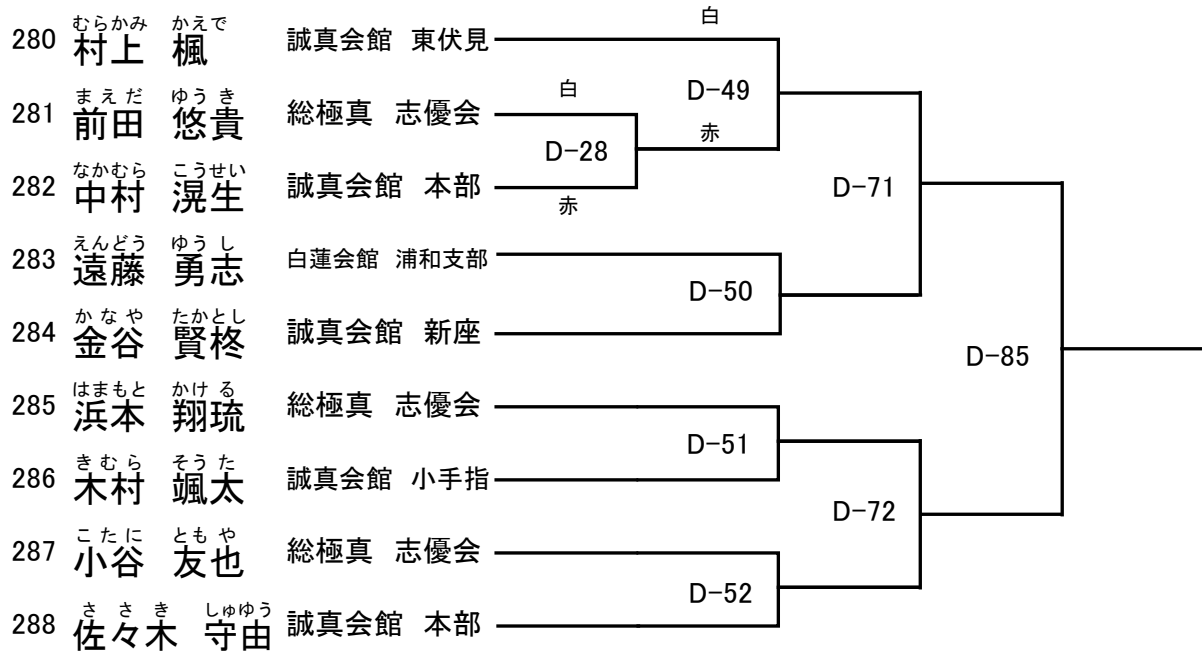 白
むらかみ かえで
280 村上 楓 誠真会館 東伏見
D-49
まえだ ゆうき
281 前田 悠貴 総極真 志優会
白
赤
D-28
D-71
なかむら こうせい
282 中村 滉生 誠真会館 本部
赤
えんどう ゆうし
283 遠藤 勇志 白蓮会館 浦和支部
D-50
かなや たかとし
284 金谷 賢柊 誠真会館 新座
D-85
はまもと かける
285 浜本 翔琉 総極真 志優会
D-51
きむら そうた
286 木村 颯太 誠真会館 小手指
D-72
こたに ともや
287 小谷 友也 総極真 志優会
D-52
ささき しゅゆう
288 佐々木 守由 誠真会館 本部